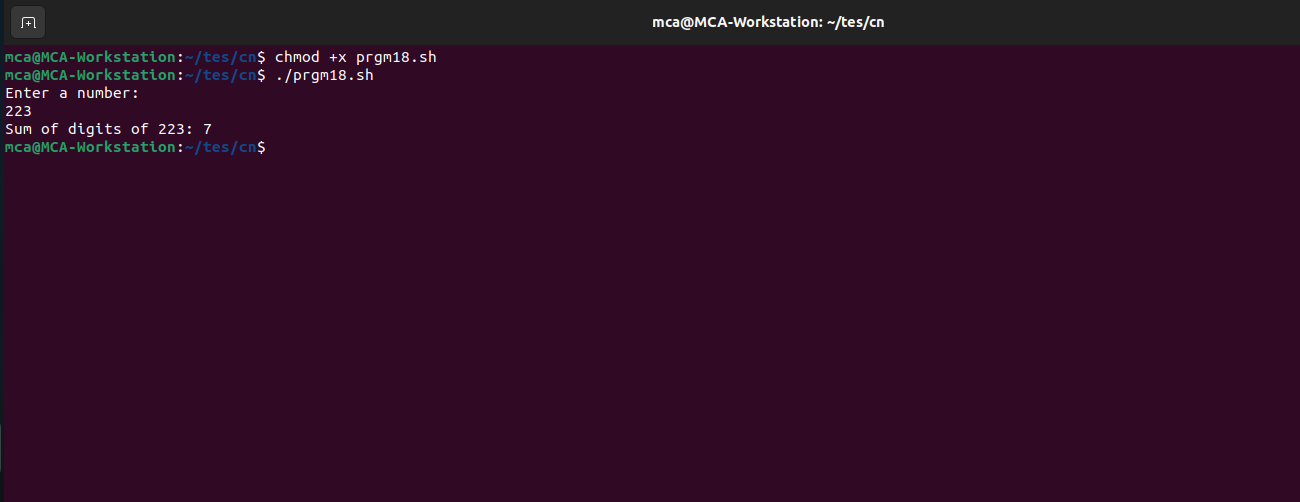 mca@MCA-Workstation: ~/tes/cn
mca@MCA-Workstation:~/tes/cn$ chmod +x prgm18.sh
mca@MCA-Workstation:~/tes/cn$ ./prgm18.sh
Enter a number:
223
Sum of digits of 223: 7
mca@MCA-Workstation:~/tes/cn$